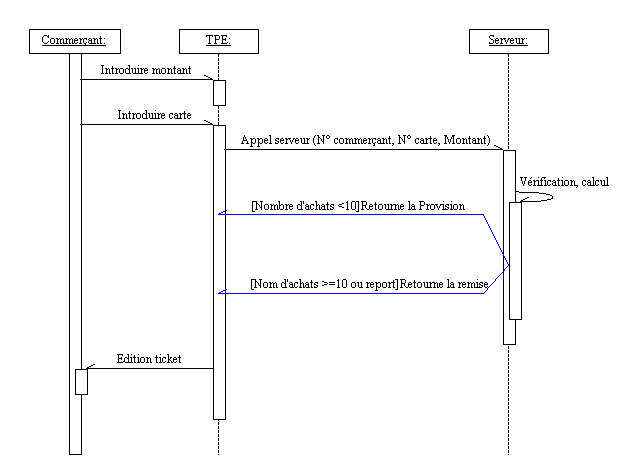 Commerçant:
TPE:
Serveur:
Introduire montant
Introduire carte
Appel serveur (N° commerçant, N° carte, Montant)
Vérification, calcul
[Nombre d'achats <10]Retourne la Provision
[Nom d'achats >=10 ou report]Retourne la remise
Edition ticket